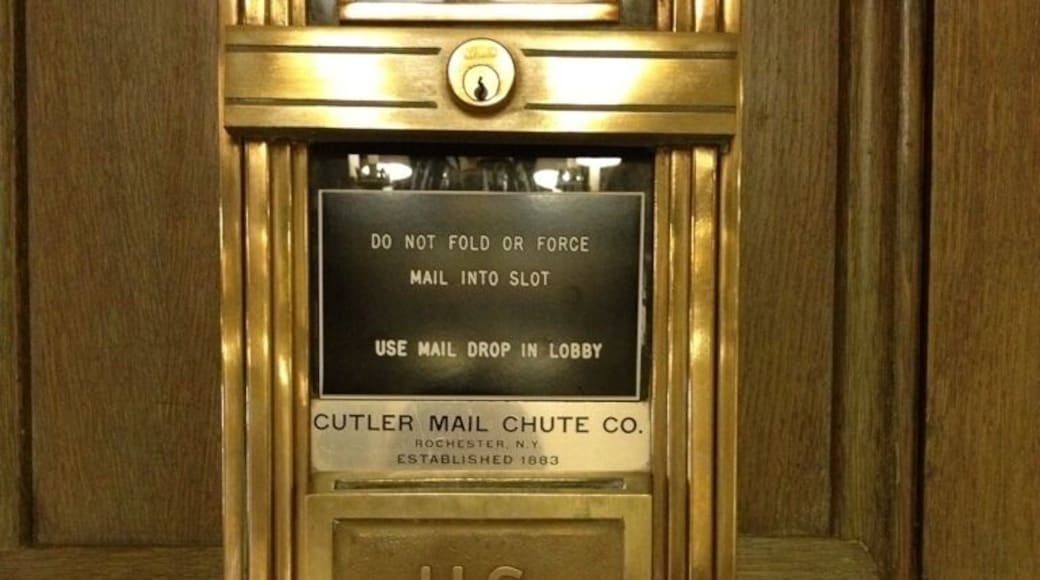 DO NOT FOLD OR FORCE
MAIL INTO SLOT
USE MAIL DROP IN LOBBY
CUTLER MAIL CHUTE CO.
ROCHESTER, N.Y.
ESTABLISHED 1883
U.S.